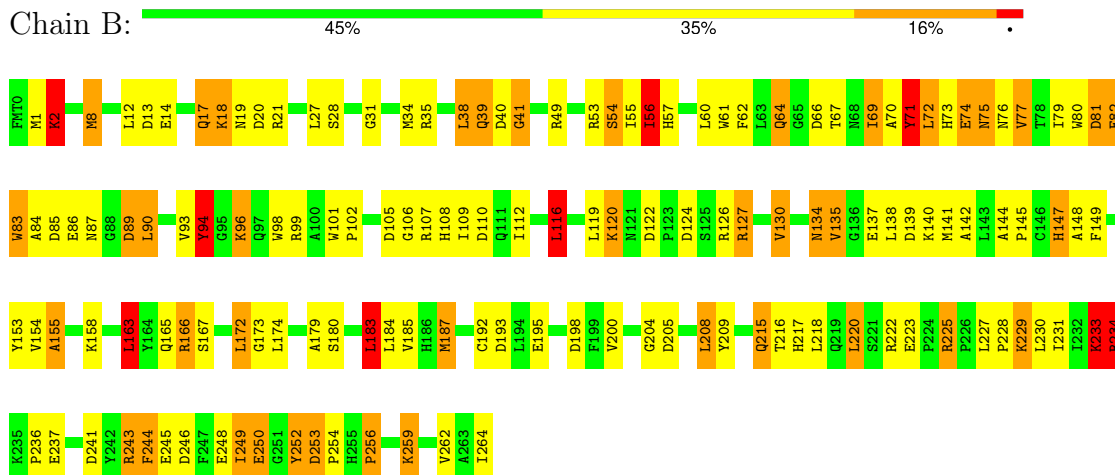 Chain B:
45% 35% 16% •
FMT0 M1 K2 M8 L12 D13 E14 Q17 K18 N19 D20 R21 L27 S28 G31 M34 R35 L38 Q39 D40 G41 R49 R53 S54 I55 I56 H57 L60 W61 F62 L63 Q64 G65 D66 T67 N68 I69 A70 Y71 L72 H73 E74 N75 N76 V77 T78 I79 W80 D81 E82
W83 A84 D85 E86 N87 G88 D89 L90 V93 Y94 G95 K96 Q97 W98 R99 A100 W101 P102 D105 G106 R107 H108 I109 D110 Q111 I112 L116 L119 K120 N121 D122 P123 D124 S125 R126 R127 V130 N134 V135 G136 E137 L138 D139 K140 M141 A142 L143 A144 P145 C146 H147 A148 F149
Y153 V154 A155 K158 L163 Y164 Q165 R166 S167 L172 G173 L174 A179 S180 L183 L184 V185 H186 M187 C192 D193 L194 E195 D198 F199 V200 G204 D205 L208 Y209 Q215 T216 H217 L218 Q219 L220 S221 R222 E223 P224 R225 P226 L227 P228 K229 L230 I231 I232 K233 R234
K235 P236 E237 D241 Y242 R243 F244 E245 D246 F247 E248 I249 E250 G251 Y252 D253 P254 H255 P256 K259 V262 A263 I264